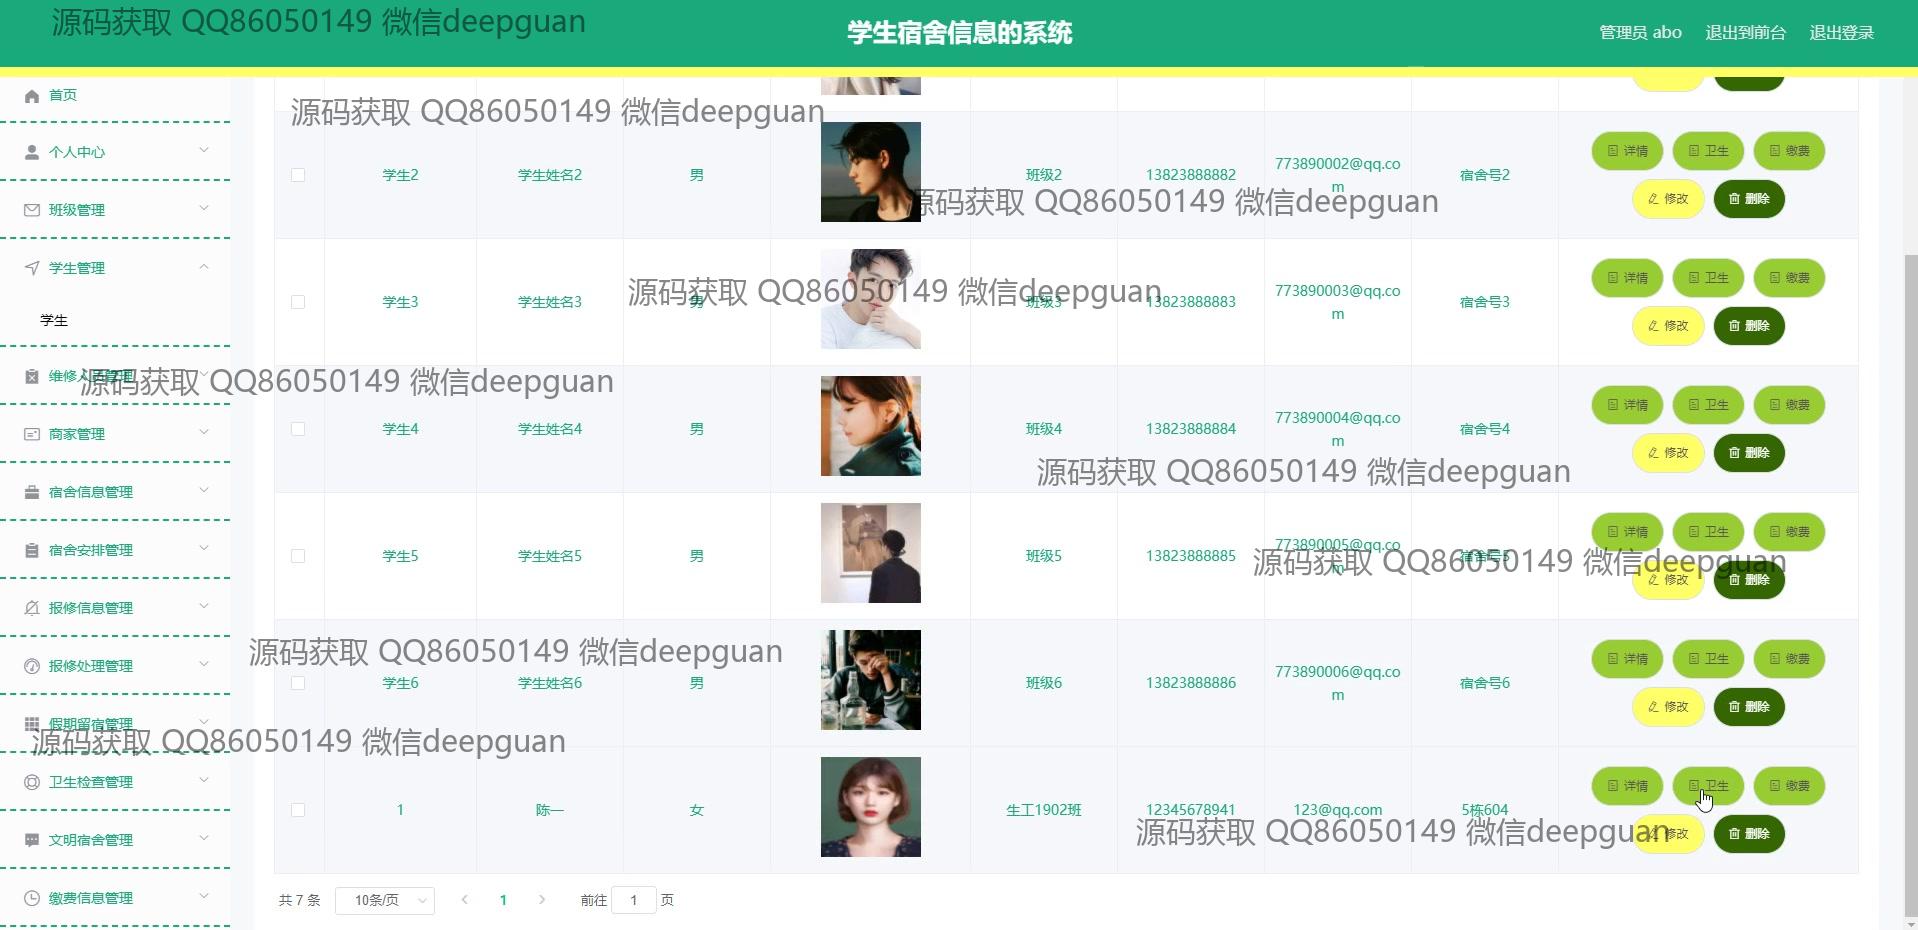 源码获取 QQ86050149 微信deepguan
学生宿舍信息的系统
管理员 abo
退出到前台
退出登录
首页
个人中心
班级管理
学生管理
学生
维修人员管理
商家管理
宿舍信息管理
宿舍安排管理
报修信息管理
报修处理管理
假期留宿管理
卫生检查管理
文明宿舍管理
缴费信息管理
源码获取 QQ86050149 微信deepguan
学生2 学生姓名2 男 班级2 13823888882 773890002@qq.co
m
宿舍号2
详情 卫生 缴费
修改 删除
源码获取 QQ86050149 微信deepguan
学生3 学生姓名3 男 班级3 13823888883 773890003@qq.co
m
宿舍号3
详情 卫生 缴费
修改 删除
源码获取 QQ86050149 微信deepguan
源码获取 QQ86050149 微信deepguan
学生4 学生姓名4 男 班级4 13823888884 773890004@qq.co
m
宿舍号4
详情 卫生 缴费
修改 删除
源码获取 QQ86050149 微信deepguan
学生5 学生姓名5 男 班级5 13823888885 773890005@qq.co
m
宿舍号5
详情 卫生 缴费
修改 删除
源码获取 QQ86050149 微信deepguan
源码获取 QQ86050149 微信deepguan
学生6 学生姓名6 男 班级6 13823888886 773890006@qq.co
m
宿舍号6
详情 卫生 缴费
修改 删除
源码获取 QQ86050149 微信deepguan
1 陈一 女 生工1902班 12345678941 123@qq.com 5栋604
详情 卫生 缴费
修改 删除
源码获取 QQ86050149 微信deepguan
共 7 条 10条/页 1 前往 1 页